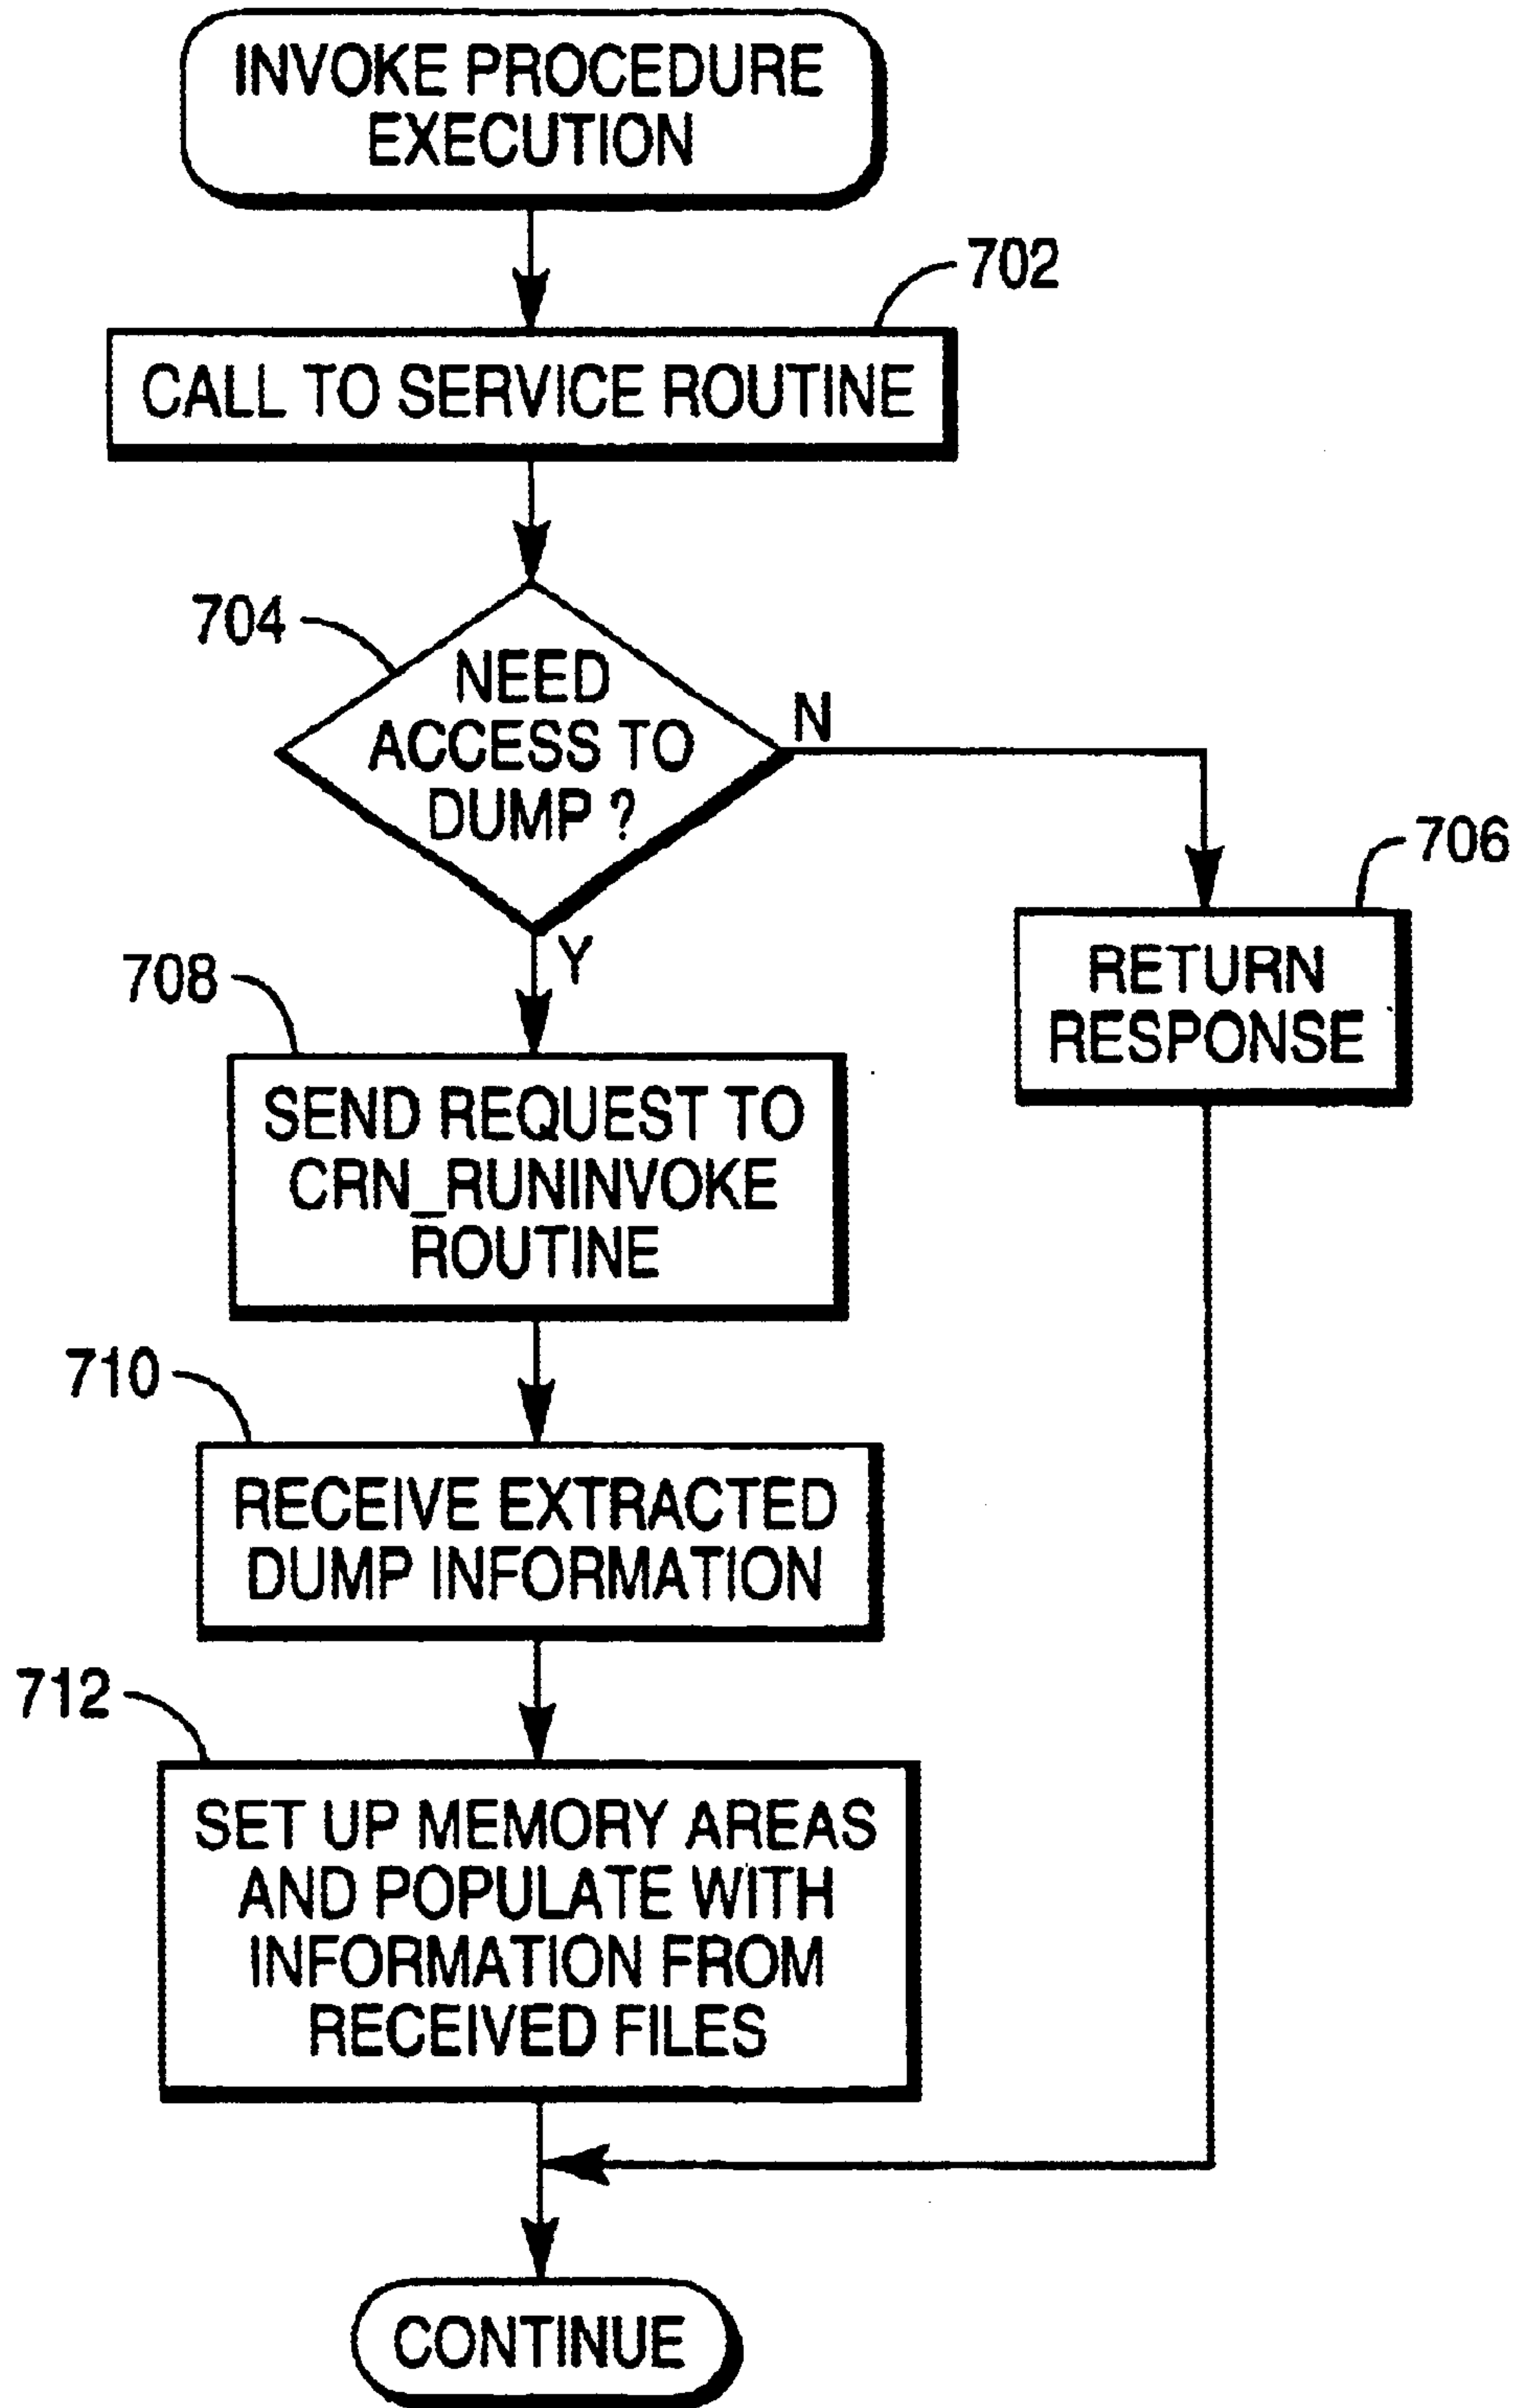 INVOKE PROCEDURE
EXECUTION
702
CALL TO SERVICE ROUTINE
704
NEED
ACCESS TO
DUMP ?
N
Y
706
RETURN
RESPONSE
708
SEND REQUEST TO
CRN_RUNINVOKE
ROUTINE
710
RECEIVE EXTRACTED
DUMP INFORMATION
712
SET UP MEMORY AREAS
AND POPULATE WITH
INFORMATION FROM
RECEIVED FILES
CONTINUE